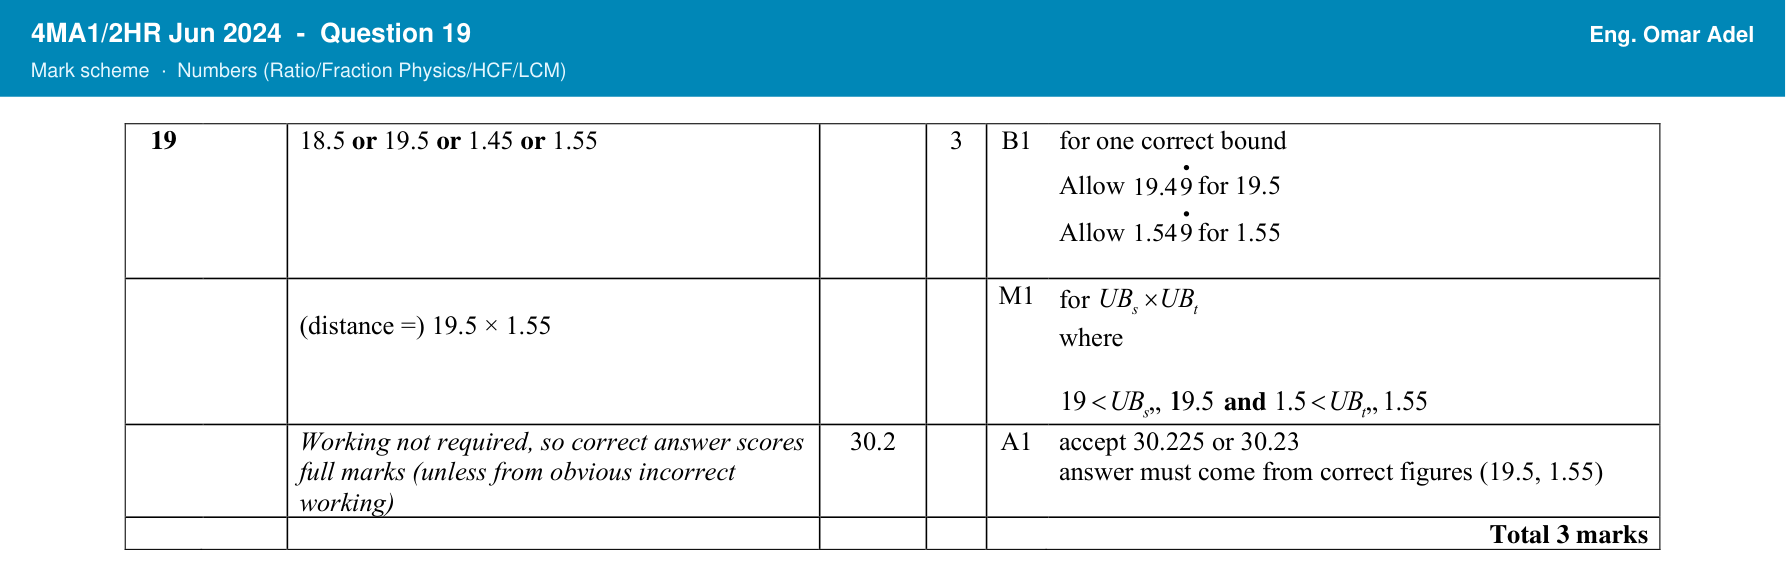 4MA1/2HR Jun 2024 - Question 19
Eng. Omar Adel
Mark scheme · Numbers (Ratio/Fraction Physics/HCF/LCM)
19 18.5 or 19.5 or 1.45 or 1.55 3 B1 for one correct bound
Allow 19.49̇ for 19.5
Allow 1.549̇ for 1.55
M1 for UBₛ × UBₜ
(distance =) 19.5 × 1.55
where
19 < UBₛ,, 19.5 and 1.5 < UBₜ,, 1.55
Working not required, so correct answer scores 30.2 A1 accept 30.225 or 30.23
full marks (unless from obvious incorrect answer must come from correct figures (19.5, 1.55)
working)
Total 3 marks